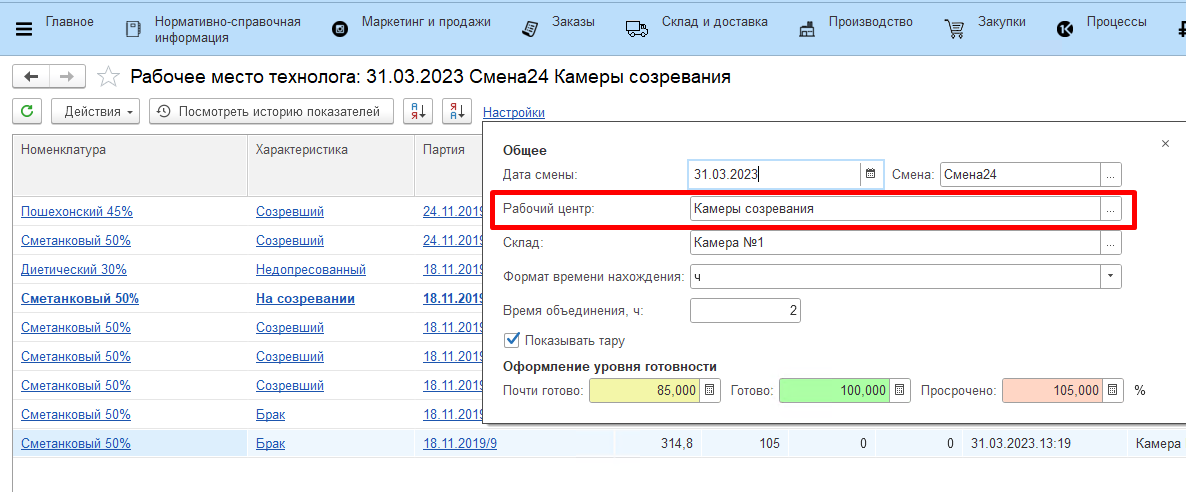 Главное
Нормативно-справочная
информация
Маркетинг и продажи
Заказы
Склад и доставка
Производство
Закупки
Процессы
Рабочее место технолога: 31.03.2023 Смена24 Камеры созревания
Действия
Посмотреть историю показателей
Настройки
Номенклатура Характеристика Партия
Пошехонский 45% Созревший 24.11.2019
Сметанковый 50% Созревший 24.11.2019
Диетический 30% Недопресованный 18.11.2019
Сметанковый 50% На созревании 18.11.2019
Сметанковый 50% Созревший 18.11.2019
Сметанковый 50% Созревший 18.11.2019
Сметанковый 50% Созревший 18.11.2019
Сметанковый 50% Брак 18.11.2019
Сметанковый 50% Брак 18.11.2019/9 314,8 105 0 0 31.03.2023.13:19 Камера
Общее
Дата смены: 31.03.2023 Смена: Смена24 ...
Рабочий центр: Камеры созревания ...
Склад: Камера №1 ...
Формат времени нахождения: ч
Время объединения, ч: 2
Показывать тару
Оформление уровня готовности
Почти готово: 85,000 Готово: 100,000 Просрочено: 105,000 %